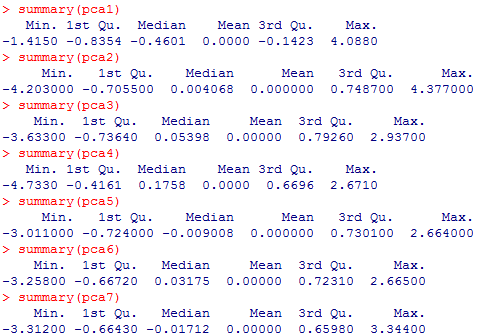 > summary(pca1)
   Min. 1st Qu.  Median    Mean 3rd Qu.    Max.
-1.4150 -0.8354 -0.4601  0.0000 -0.1423  4.0880
> summary(pca2)
     Min.   1st Qu.    Median      Mean   3rd Qu.      Max.
-4.203000 -0.705500  0.004068  0.000000  0.748700  4.377000
> summary(pca3)
    Min.  1st Qu.   Median     Mean  3rd Qu.     Max.
-3.63300 -0.73640  0.05398  0.00000  0.79260  2.93700
> summary(pca4)
   Min. 1st Qu.  Median    Mean 3rd Qu.    Max.
-4.7330 -0.4161  0.1758  0.0000  0.6696  2.6710
> summary(pca5)
     Min.   1st Qu.    Median      Mean   3rd Qu.      Max.
-3.011000 -0.724000 -0.009008  0.000000  0.730100  2.664000
> summary(pca6)
    Min.  1st Qu.   Median     Mean  3rd Qu.     Max.
-3.25800 -0.66720  0.03175  0.00000  0.72310  2.66500
> summary(pca7)
    Min.  1st Qu.   Median     Mean  3rd Qu.     Max.
-3.31200 -0.66430 -0.01712  0.00000  0.65980  3.34400